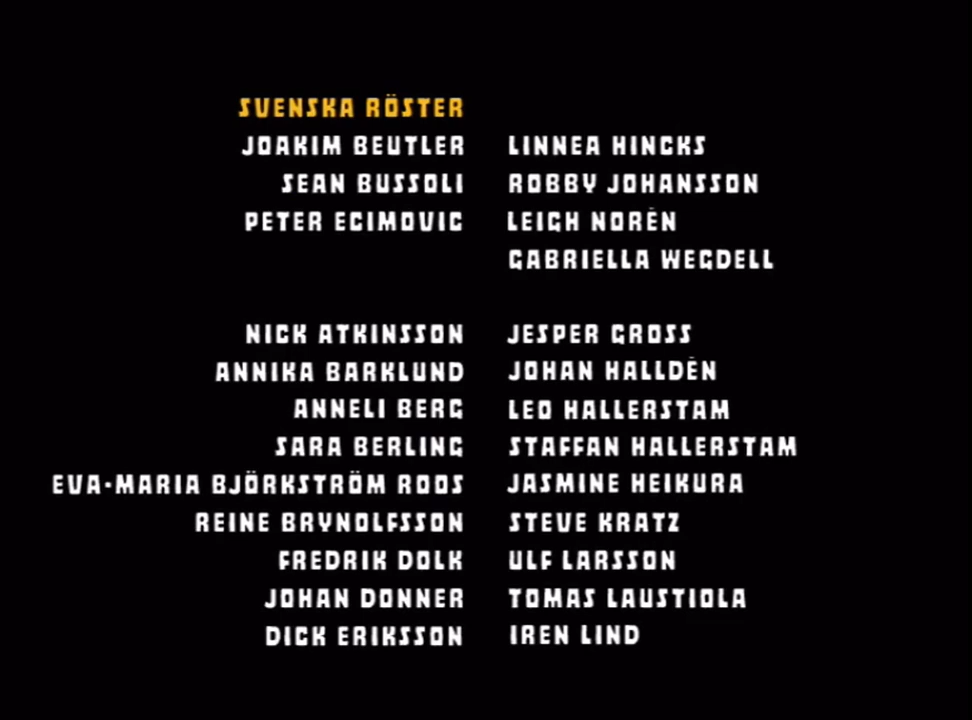 SVENSKA RÖSTER
JOAKIM BEUTLER LINNEA HINCKS
SEAN BUSSOLI ROBBY JOHANSSON
PETER ECIMOVIC LEIGH NORÉN
GABRIELLA WEGDELL
NICK ATKINSSON JESPER GROSS
ANNIKA BARKLUND JOHAN HALLDÉN
ANNELI BERG LEO HALLERSTAM
SARA BERLING STAFFAN HALLERSTAM
EVA-MARIA BJÖRKSTRÖM ROOS JASMINE HEIKURA
REINE BRYNOLFSSON STEVE KRATZ
FREDRIK DOLK ULF LARSSON
JOHAN DONNER TOMAS LAUSTIOLA
DICK ERIKSSON IREN LIND